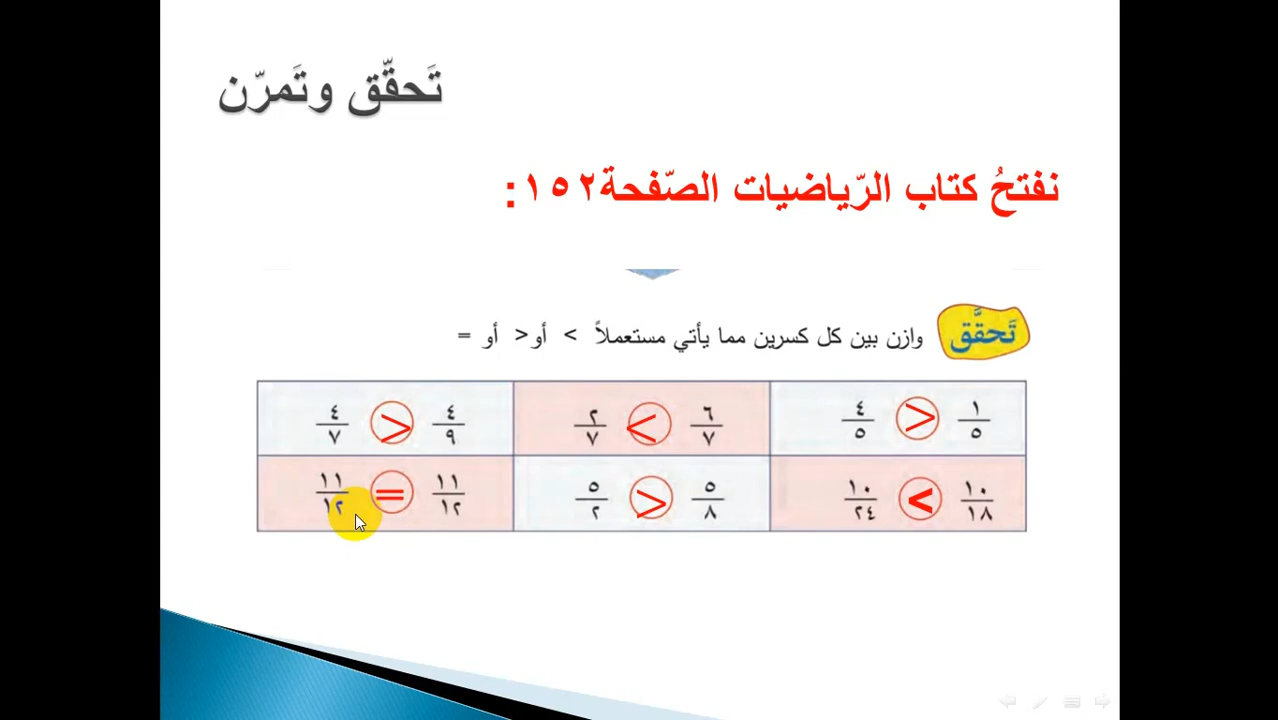 تَحقّق وتَمرّن
نفتحُ كتاب الرّياضيات الصّفحة١٥٢:
تَحقَّق وازن بين كل كسرين مما يأتي مستعملاً < أو> أو =
١/٥ > ٤/٥ ٦/٧ < ٢/٧ ٤/٩ > ٤/٧
١٠/١٨ < ١٠/٢٤ ٥/٨ > ٥/٢ ١١/١٢ = ١١/١٢